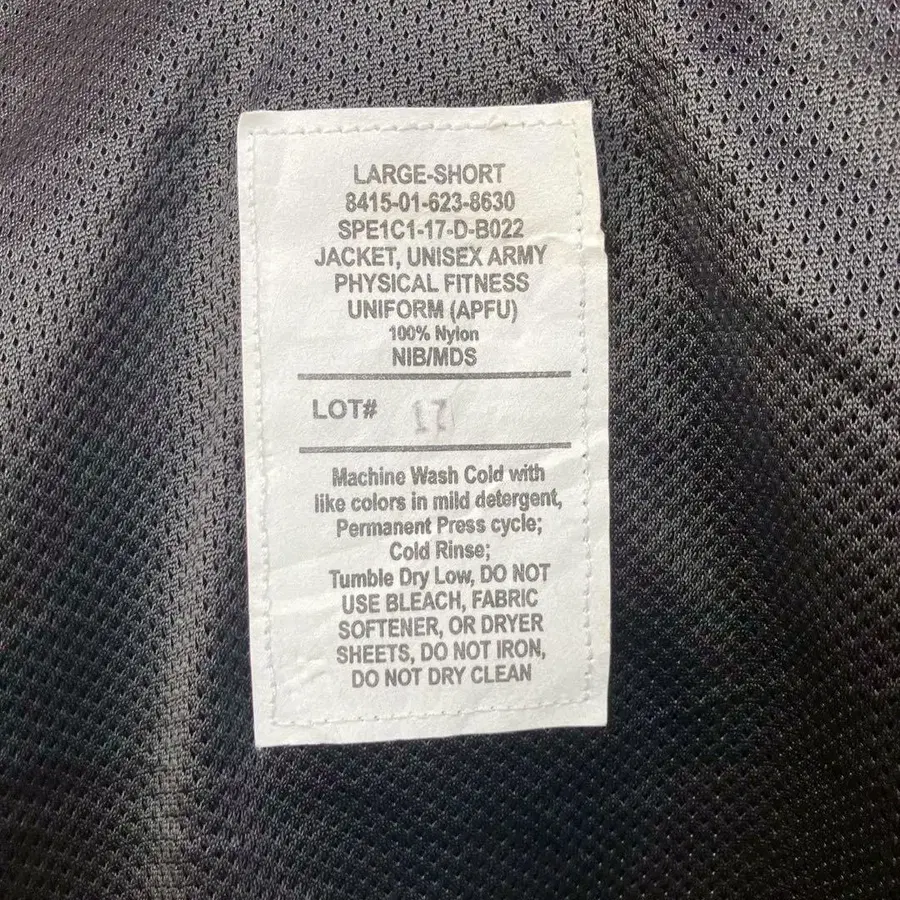 LARGE-SHORT
8415-01-623-8630
SPE1C1-17-D-B022
JACKET, UNISEX ARMY
PHYSICAL FITNESS
UNIFORM (APFU)
100% Nylon
NIB/MDS
LOT# 17
Machine Wash Cold with
like colors in mild detergent,
Permanent Press cycle;
Cold Rinse;
Tumble Dry Low, DO NOT
USE BLEACH, FABRIC
SOFTENER, OR DRYER
SHEETS, DO NOT IRON,
DO NOT DRY CLEAN